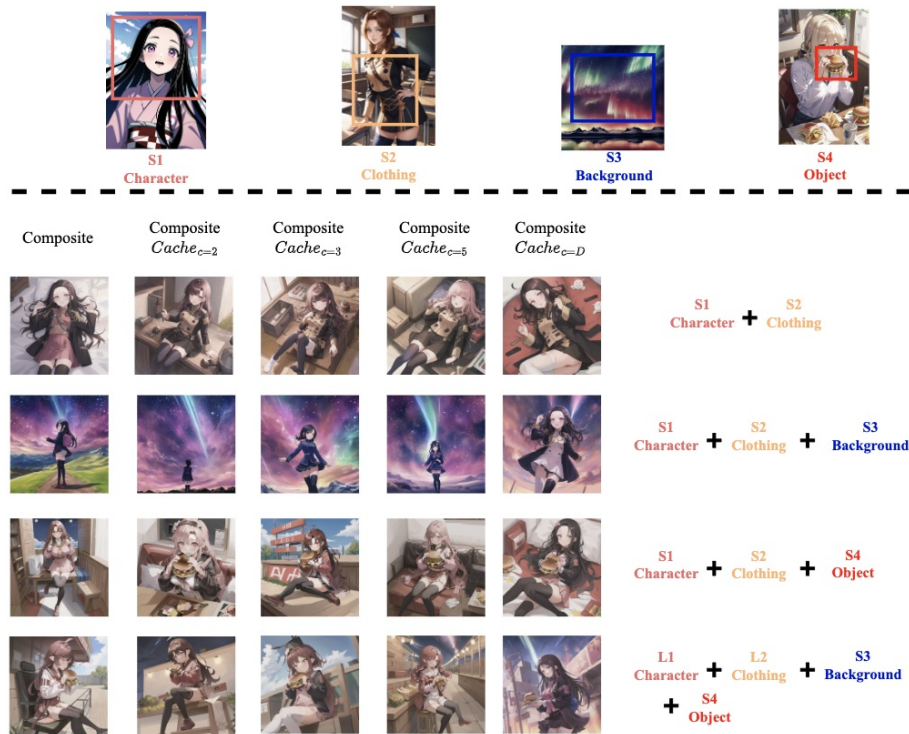 S1
Character
S2
Clothing
S3
Background
S4
Object
Composite
Composite
Cache_{c=2}
Composite
Cache_{c=3}
Composite
Cache_{c=5}
Composite
Cache_{c=D}
S1 S2
Character + Clothing
S1 S2 S3
Character + Clothing + Background
S1 S2 S4
Character + Clothing + Object
L1 L2 S3
Character + Clothing + Background
+ S4
Object